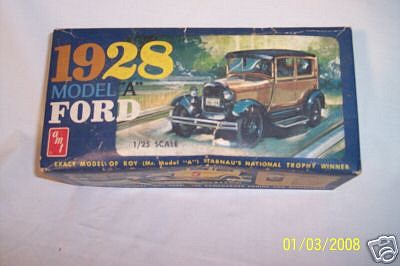 1928
MODEL "A"
FORD
amt
1/25 SCALE
EXACT MODEL OF ROY (Mr. Model "A") STARNAU'S NATIONAL TROPHY WINNER
01/03/2008